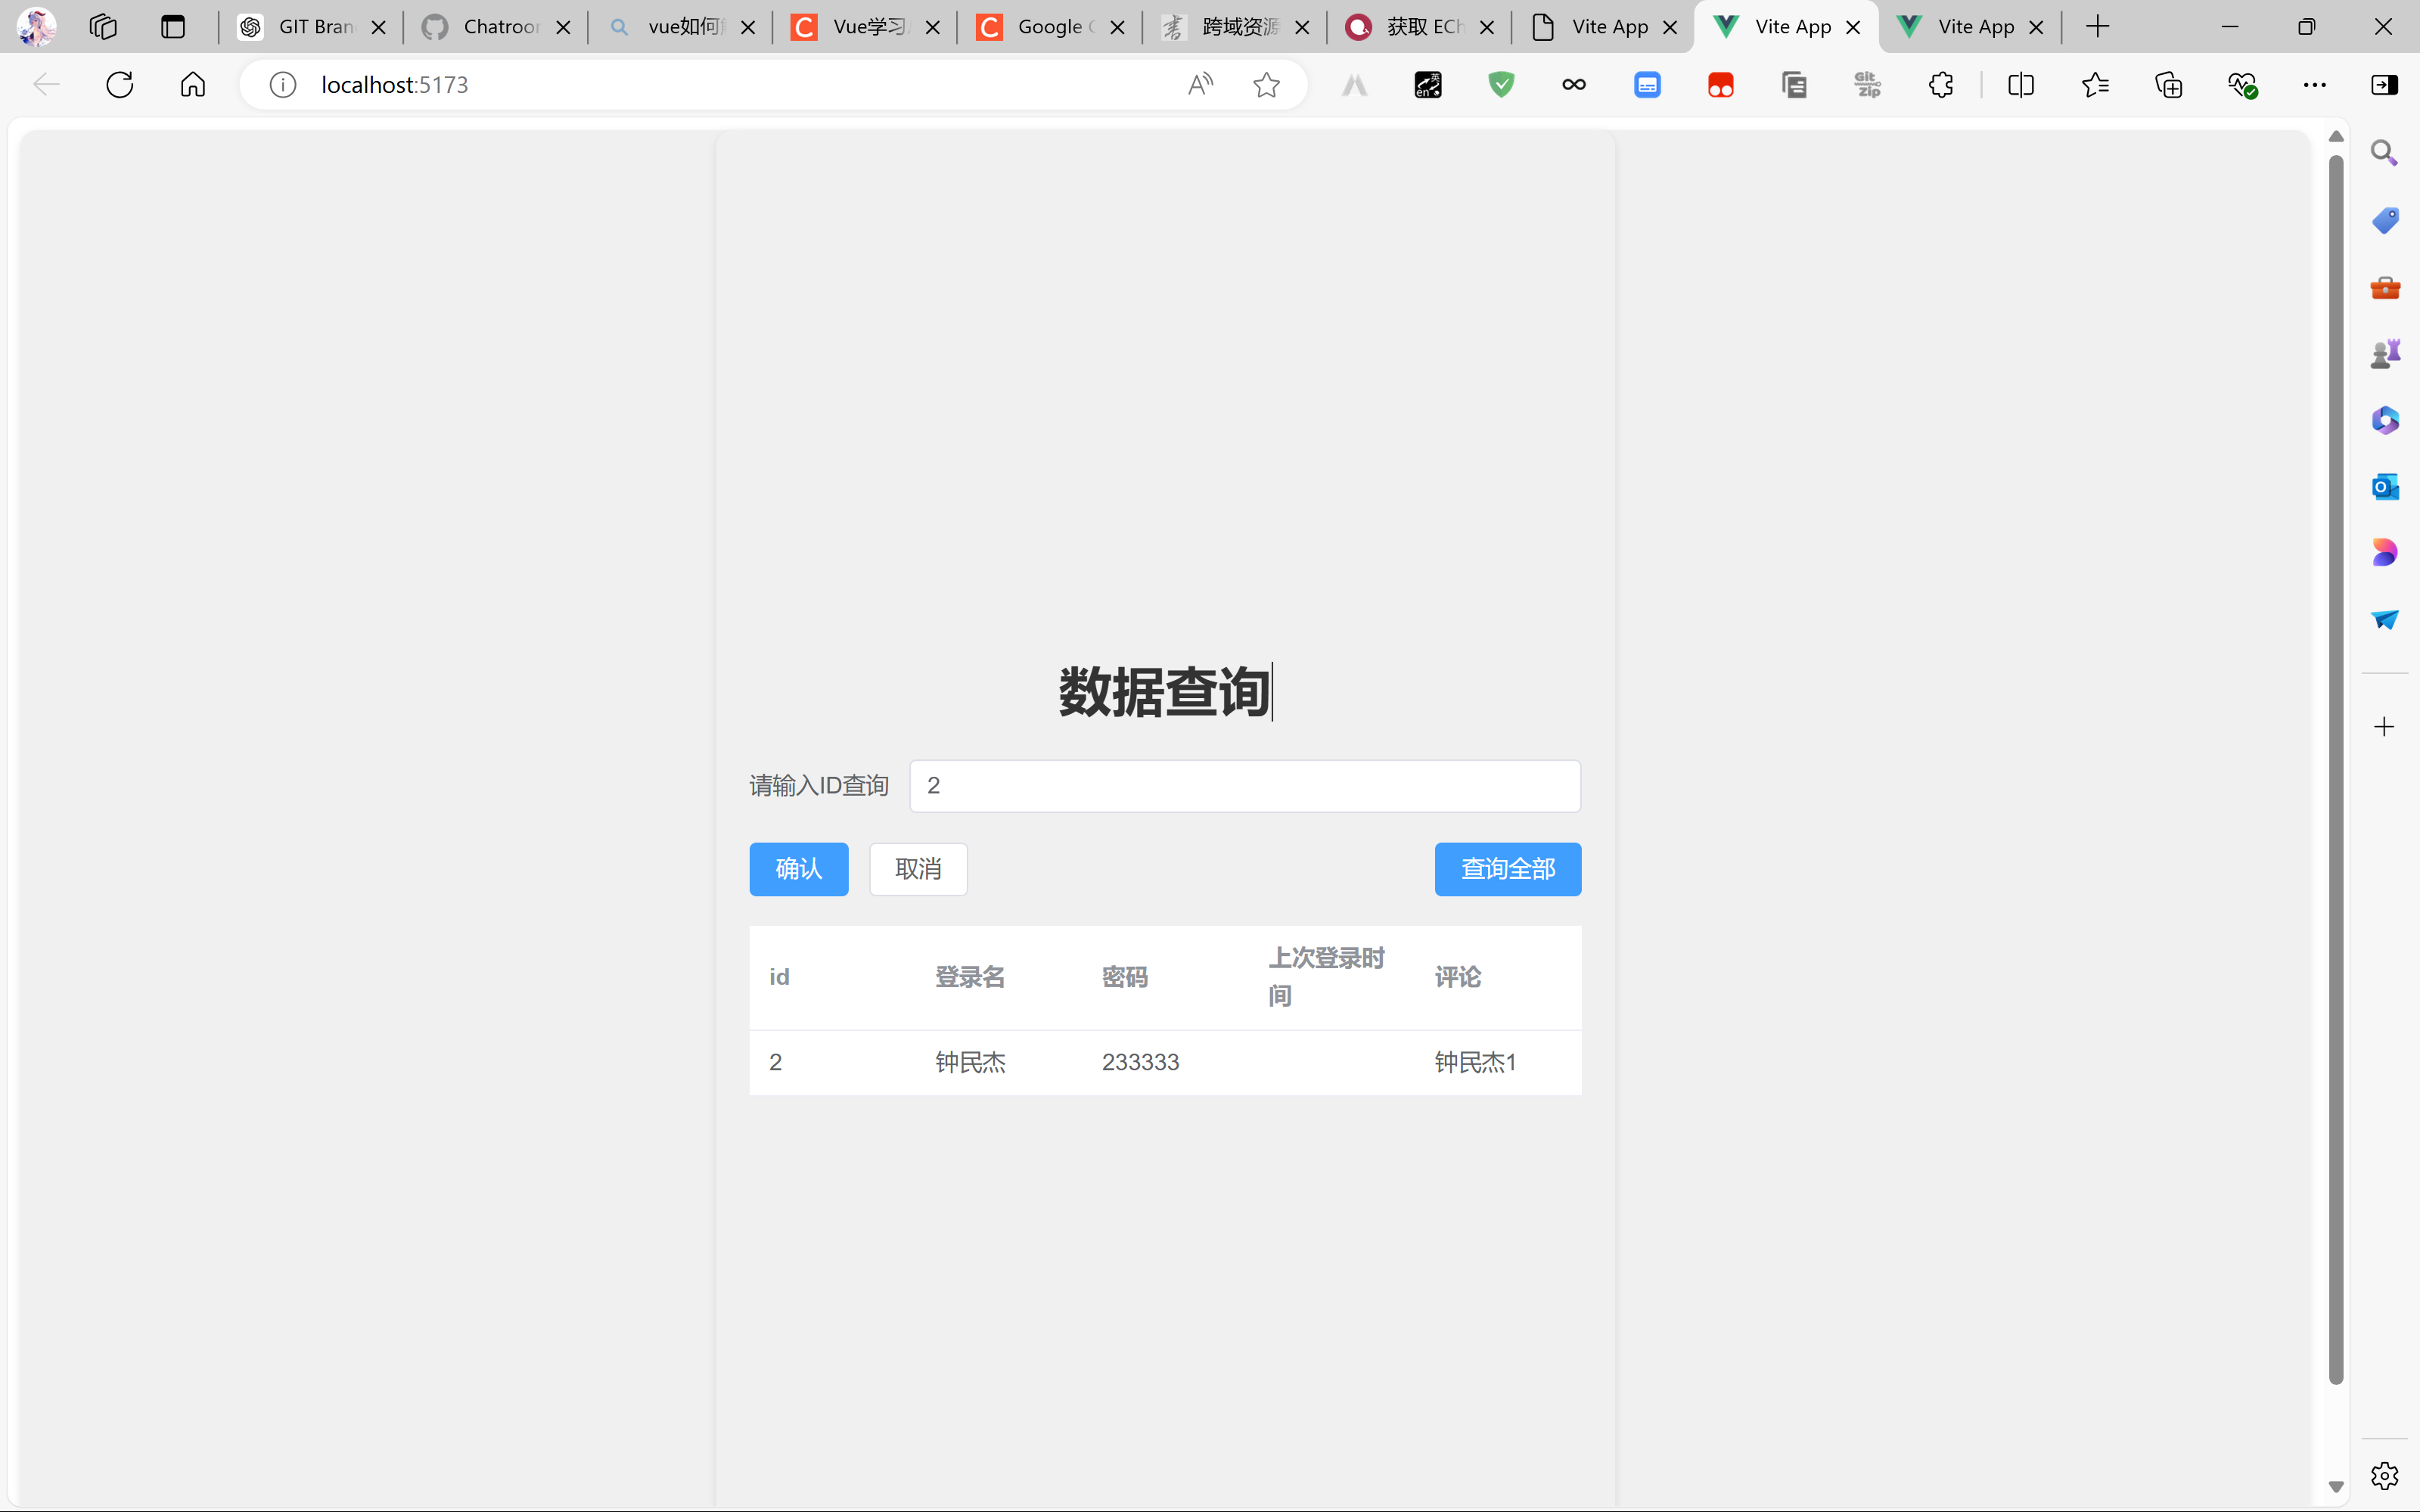 GIT Bran
Chatroor
vue如何
Vue学习
Google C
跨域资源
获取 ECh
Vite App
Vite App
Vite App
localhost:5173
数据查询
请输入ID查询 2
确认 取消 查询全部
id 登录名 密码 上次登录时
间 评论
2 钟民杰 233333 钟民杰1